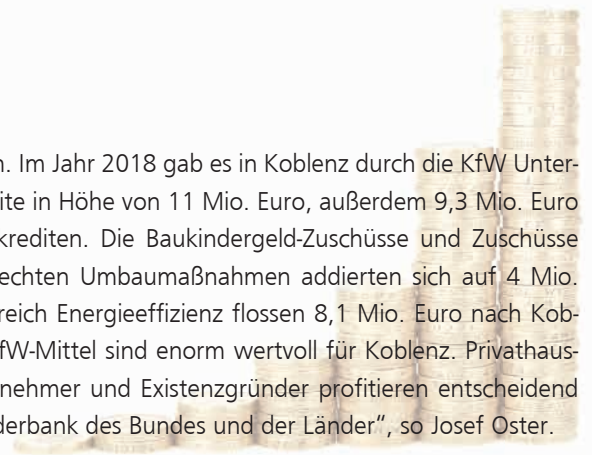 n. Im Jahr 2018 gab es in Koblenz durch die KfW Unter-
ite in Höhe von 11 Mio. Euro, außerdem 9,3 Mio. Euro
krediten. Die Baukindergeld-Zuschüsse und Zuschüsse
echten Umbaumaßnahmen addierten sich auf 4 Mio.
reich Energieeffizienz flossen 8,1 Mio. Euro nach Kob-
fW-Mittel sind enorm wertvoll für Koblenz. Privathaus-
nehmer und Existenzgründer profitieren entscheidend
derbank des Bundes und der Länder“, so Josef Oster.